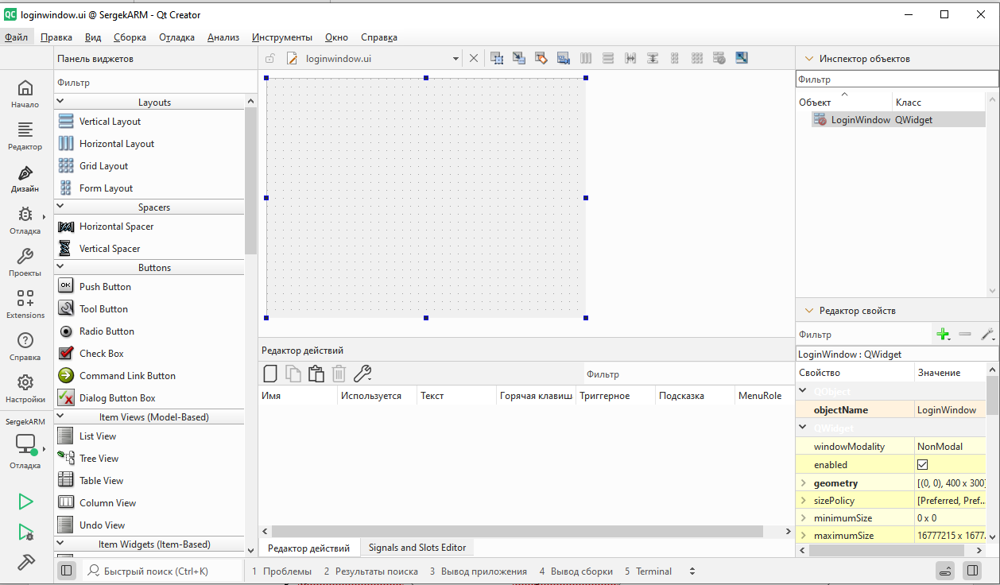 loginwindow.ui @ SergekARM - Qt Creator
Файл Правка Вид Сборка Отладка Анализ Инструменты Окно Справка
Панель виджетов
loginwindow.ui
Инспектор объектов
Фильтр
Фильтр
Начало
Редактор
Дизайн
Отладка
Проекты
Extensions
Справка
Настройки
SergekARM
Отладка
Layouts
Vertical Layout
Horizontal Layout
Grid Layout
Form Layout
Spacers
Horizontal Spacer
Vertical Spacer
Buttons
OK
Push Button
Tool Button
Radio Button
Check Box
Command Link Button
Dialog Button Box
Item Views (Model-Based)
List View
Tree View
Table View
Column View
Undo View
Item Widgets (Item-Based)
Объект Класс
LoginWindow QWidget
Редактор действий
Фильтр
Имя Используется Текст Горячая клавиш Триггерное Подсказка MenuRole
Редактор действий Signals and Slots Editor
Редактор свойств
Фильтр
LoginWindow : QWidget
Свойство Значение
QObject
objectName LoginWindow
QWidget
windowModality NonModal
enabled
geometry [(0, 0), 400 x 300]
sizePolicy [Preferred, Pref...
minimumSize 0 x 0
maximumSize 16777215 x 1677...
Быстрый поиск (Ctrl+K) 1 Проблемы 2 Результаты поиска 3 Вывод приложения 4 Вывод сборки 5 Terminal